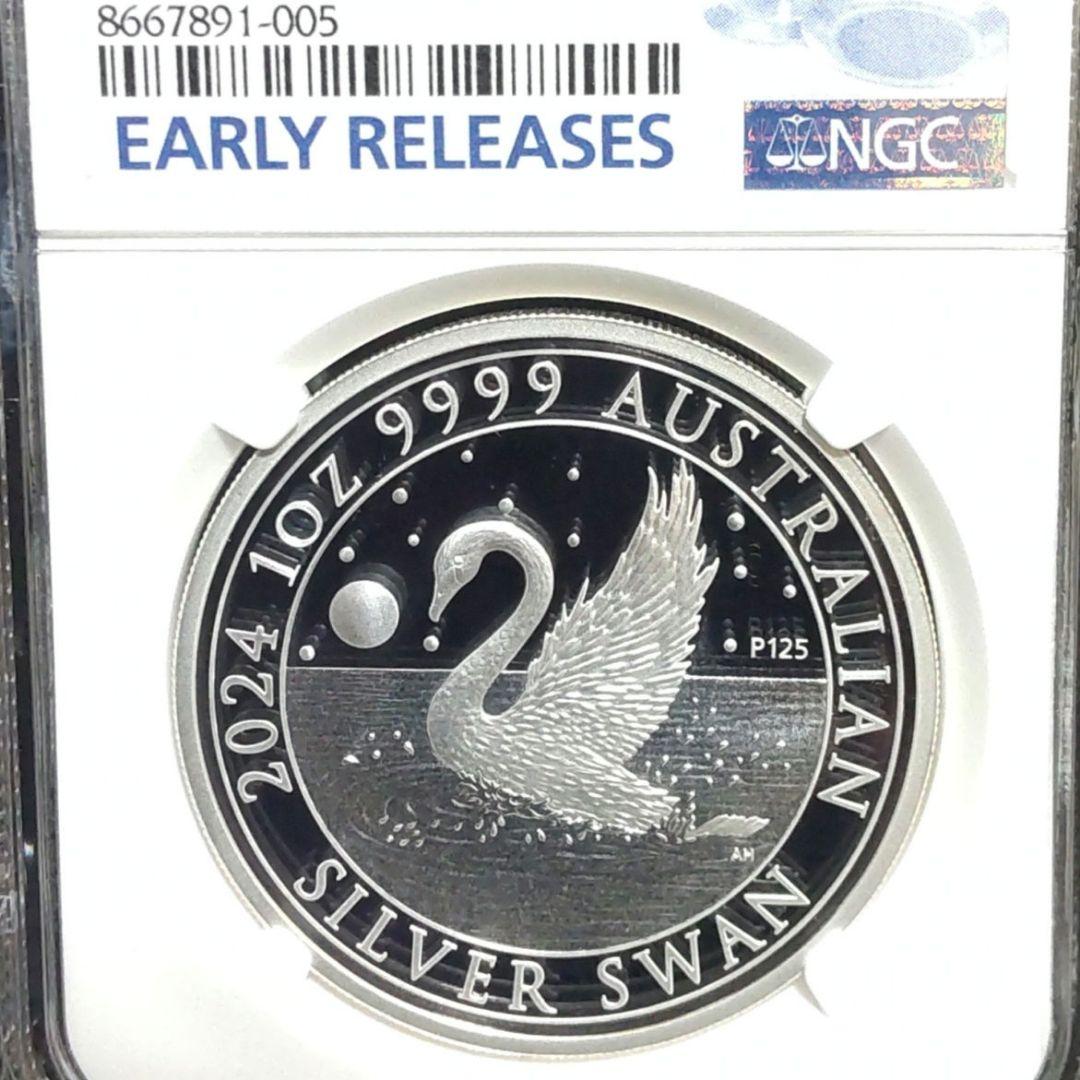 8667891-005
EARLY RELEASES
NGC
2024 1OZ 9999 AUSTRALIAN
P125
AH
SILVER SWAN